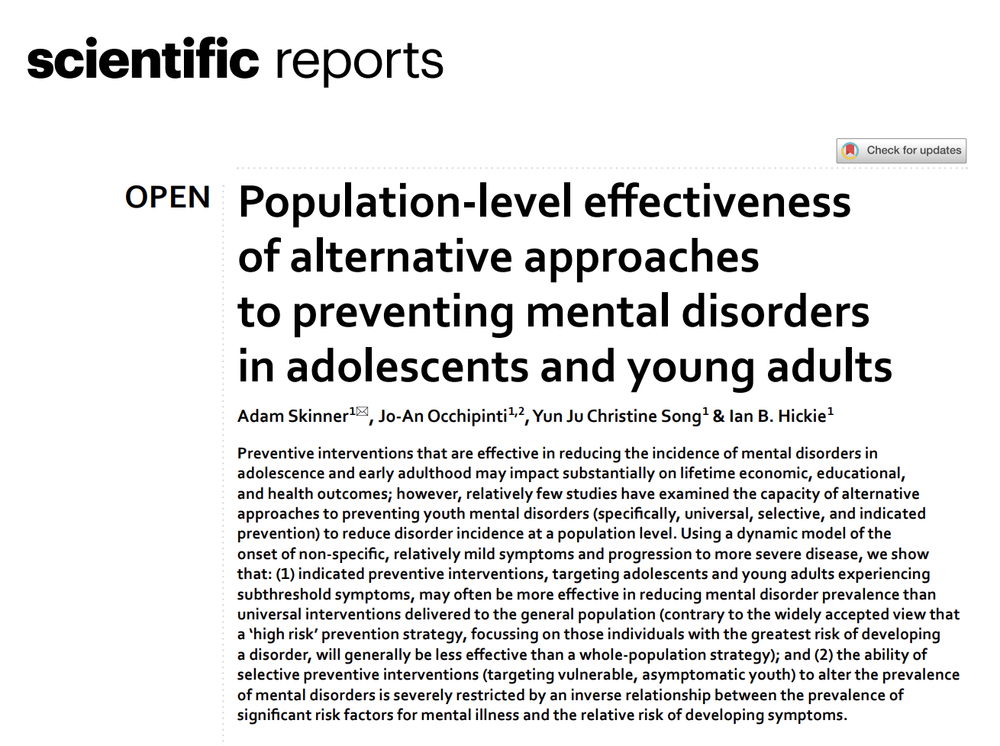 scientific reports
Check for updates
OPEN
Population-level effectiveness
of alternative approaches
to preventing mental disorders
in adolescents and young adults
Adam Skinner1✉, Jo-An Occhipinti1,2, Yun Ju Christine Song1 & Ian B. Hickie1
Preventive interventions that are effective in reducing the incidence of mental disorders in
adolescence and early adulthood may impact substantially on lifetime economic, educational,
and health outcomes; however, relatively few studies have examined the capacity of alternative
approaches to preventing youth mental disorders (specifically, universal, selective, and indicated
prevention) to reduce disorder incidence at a population level. Using a dynamic model of the
onset of non-specific, relatively mild symptoms and progression to more severe disease, we show
that: (1) indicated preventive interventions, targeting adolescents and young adults experiencing
subthreshold symptoms, may often be more effective in reducing mental disorder prevalence than
universal interventions delivered to the general population (contrary to the widely accepted view that
a ‘high risk’ prevention strategy, focussing on those individuals with the greatest risk of developing
a disorder, will generally be less effective than a whole-population strategy); and (2) the ability of
selective preventive interventions (targeting vulnerable, asymptomatic youth) to alter the prevalence
of mental disorders is severely restricted by an inverse relationship between the prevalence of
significant risk factors for mental illness and the relative risk of developing symptoms.